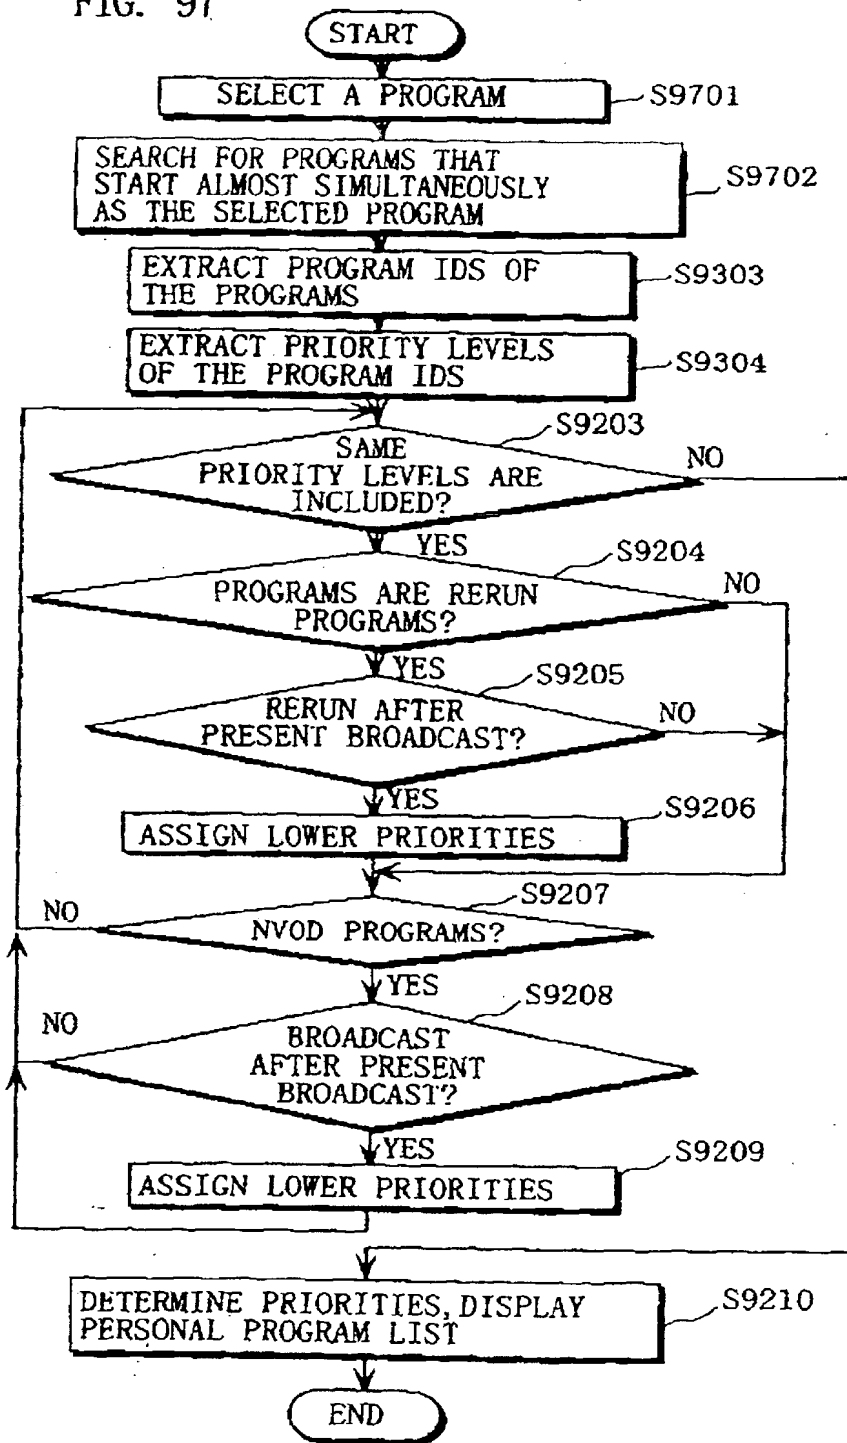 FIG. 97
START
SELECT A PROGRAM
S9701
SEARCH FOR PROGRAMS THAT
START ALMOST SIMULTANEOUSLY
AS THE SELECTED PROGRAM
S9702
EXTRACT PROGRAM IDS OF
THE PROGRAMS
S9303
EXTRACT PRIORITY LEVELS
OF THE PROGRAM IDS
S9304
S9203
SAME
PRIORITY LEVELS ARE
INCLUDED?
NO
YES
S9204
PROGRAMS ARE RERUN
PROGRAMS?
NO
YES
S9205
RERUN AFTER
PRESENT BROADCAST?
NO
YES
S9206
ASSIGN LOWER PRIORITIES
S9207
NO
NVOD PROGRAMS?
YES
S9208
NO
BROADCAST
AFTER PRESENT
BROADCAST?
YES
S9209
ASSIGN LOWER PRIORITIES
DETERMINE PRIORITIES, DISPLAY
PERSONAL PROGRAM LIST
S9210
END